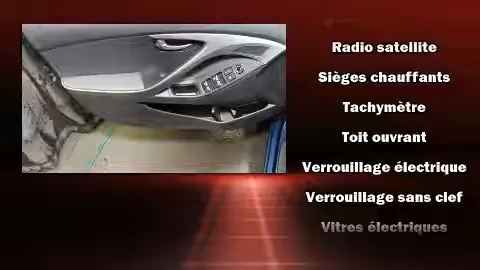 Radio satellite
Sièges chauffants
Tachymètre
Toit ouvrant
Verrouillage électrique
Verrouillage sans clef
Vitres électriques